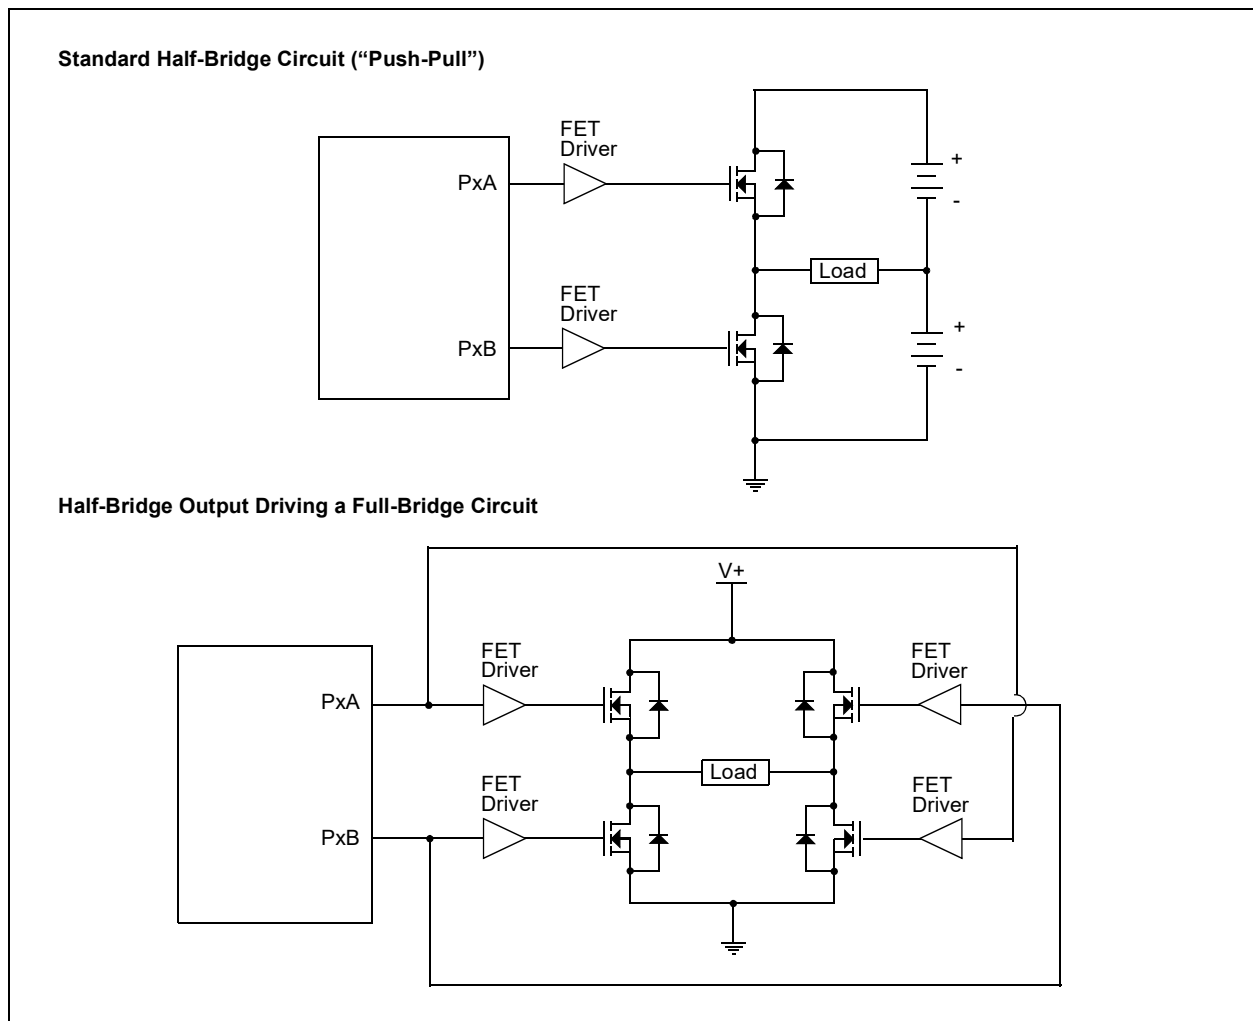 Standard Half-Bridge Circuit (“Push-Pull”)
FET
Driver
PxA
+
-
Load
FET
Driver
PxB
+
-
Half-Bridge Output Driving a Full-Bridge Circuit
V+
FET
Driver
FET
Driver
PxA
Load
FET
Driver
FET
Driver
PxB